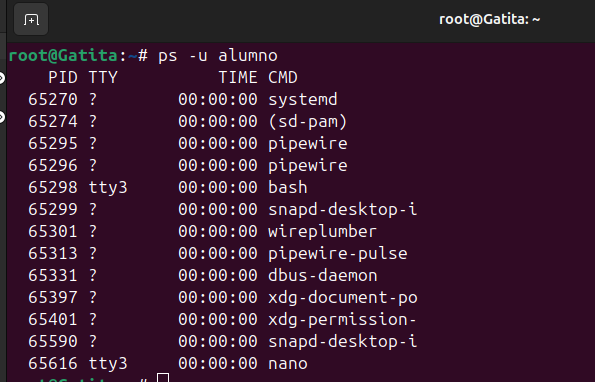 root@Gatita: ~
root@Gatita:~# ps -u alumno
    PID TTY          TIME CMD
  65270 ?        00:00:00 systemd
  65274 ?        00:00:00 (sd-pam)
  65295 ?        00:00:00 pipewire
  65296 ?        00:00:00 pipewire
  65298 tty3     00:00:00 bash
  65299 ?        00:00:00 snapd-desktop-i
  65301 ?        00:00:00 wireplumber
  65313 ?        00:00:00 pipewire-pulse
  65331 ?        00:00:00 dbus-daemon
  65397 ?        00:00:00 xdg-document-po
  65401 ?        00:00:00 xdg-permission-
  65590 ?        00:00:00 snapd-desktop-i
  65616 tty3     00:00:00 nano
root@Gatita:~#